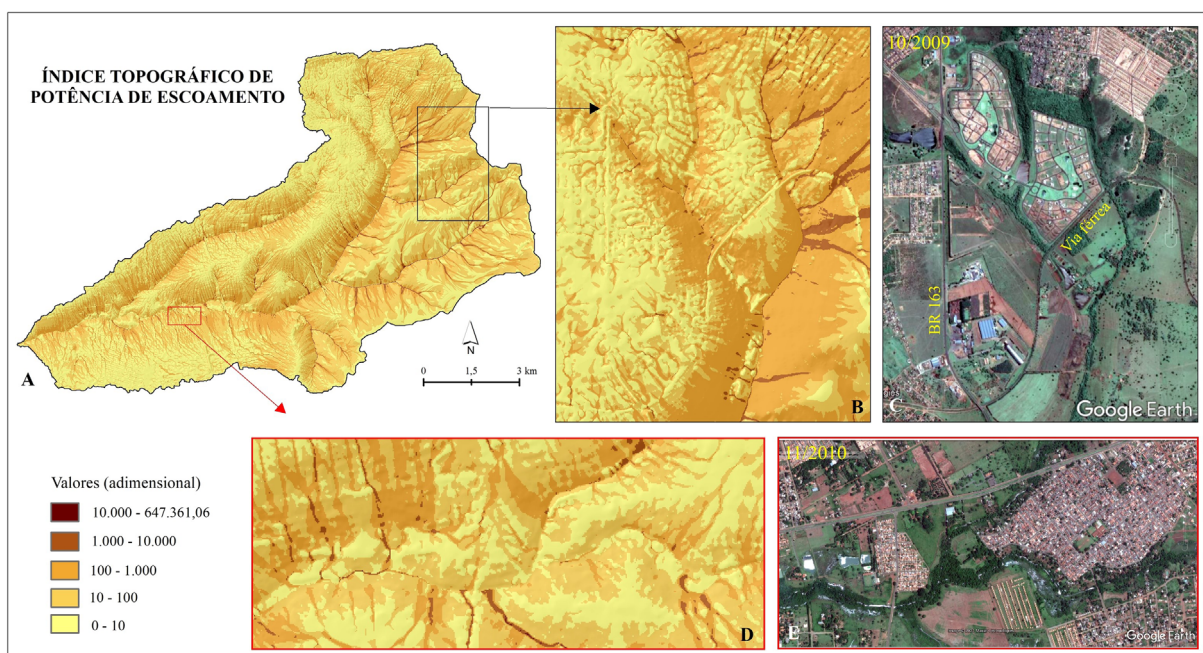 ÍNDICE TOPOGRÁFICO DE
POTÊNCIA DE ESCOAMENTO
A
N
0 1,5 3 km
B
10/2009
BR 163
Via férrea
C
Google Earth
Valores (adimensional)
10.000 - 647.361,06
1.000 - 10.000
100 - 1.000
10 - 100
0 - 10
D
11/2010
E
Google Earth